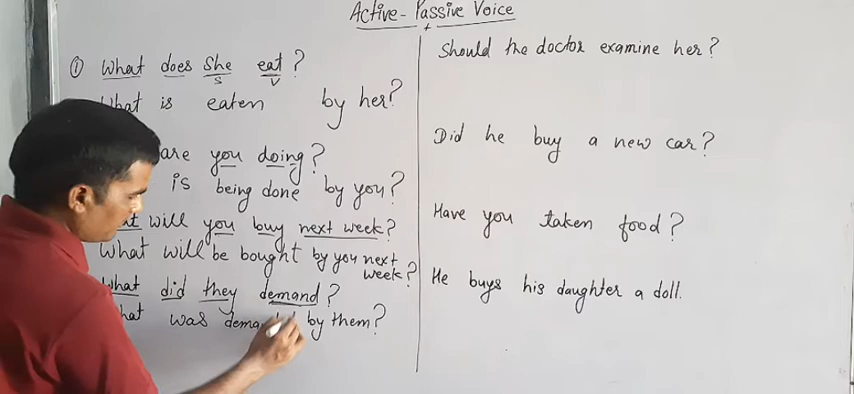 Active-Passive Voice
① What does She eat?
S V
What is eaten by her?
are you doing?
is being done by you?
will you buy next week?
What will be bought by you next
week?
What did they demand?
was by them?
Should the doctor examine her?
Did he buy a new car?
Have you taken food?
He buys his daughter a doll.